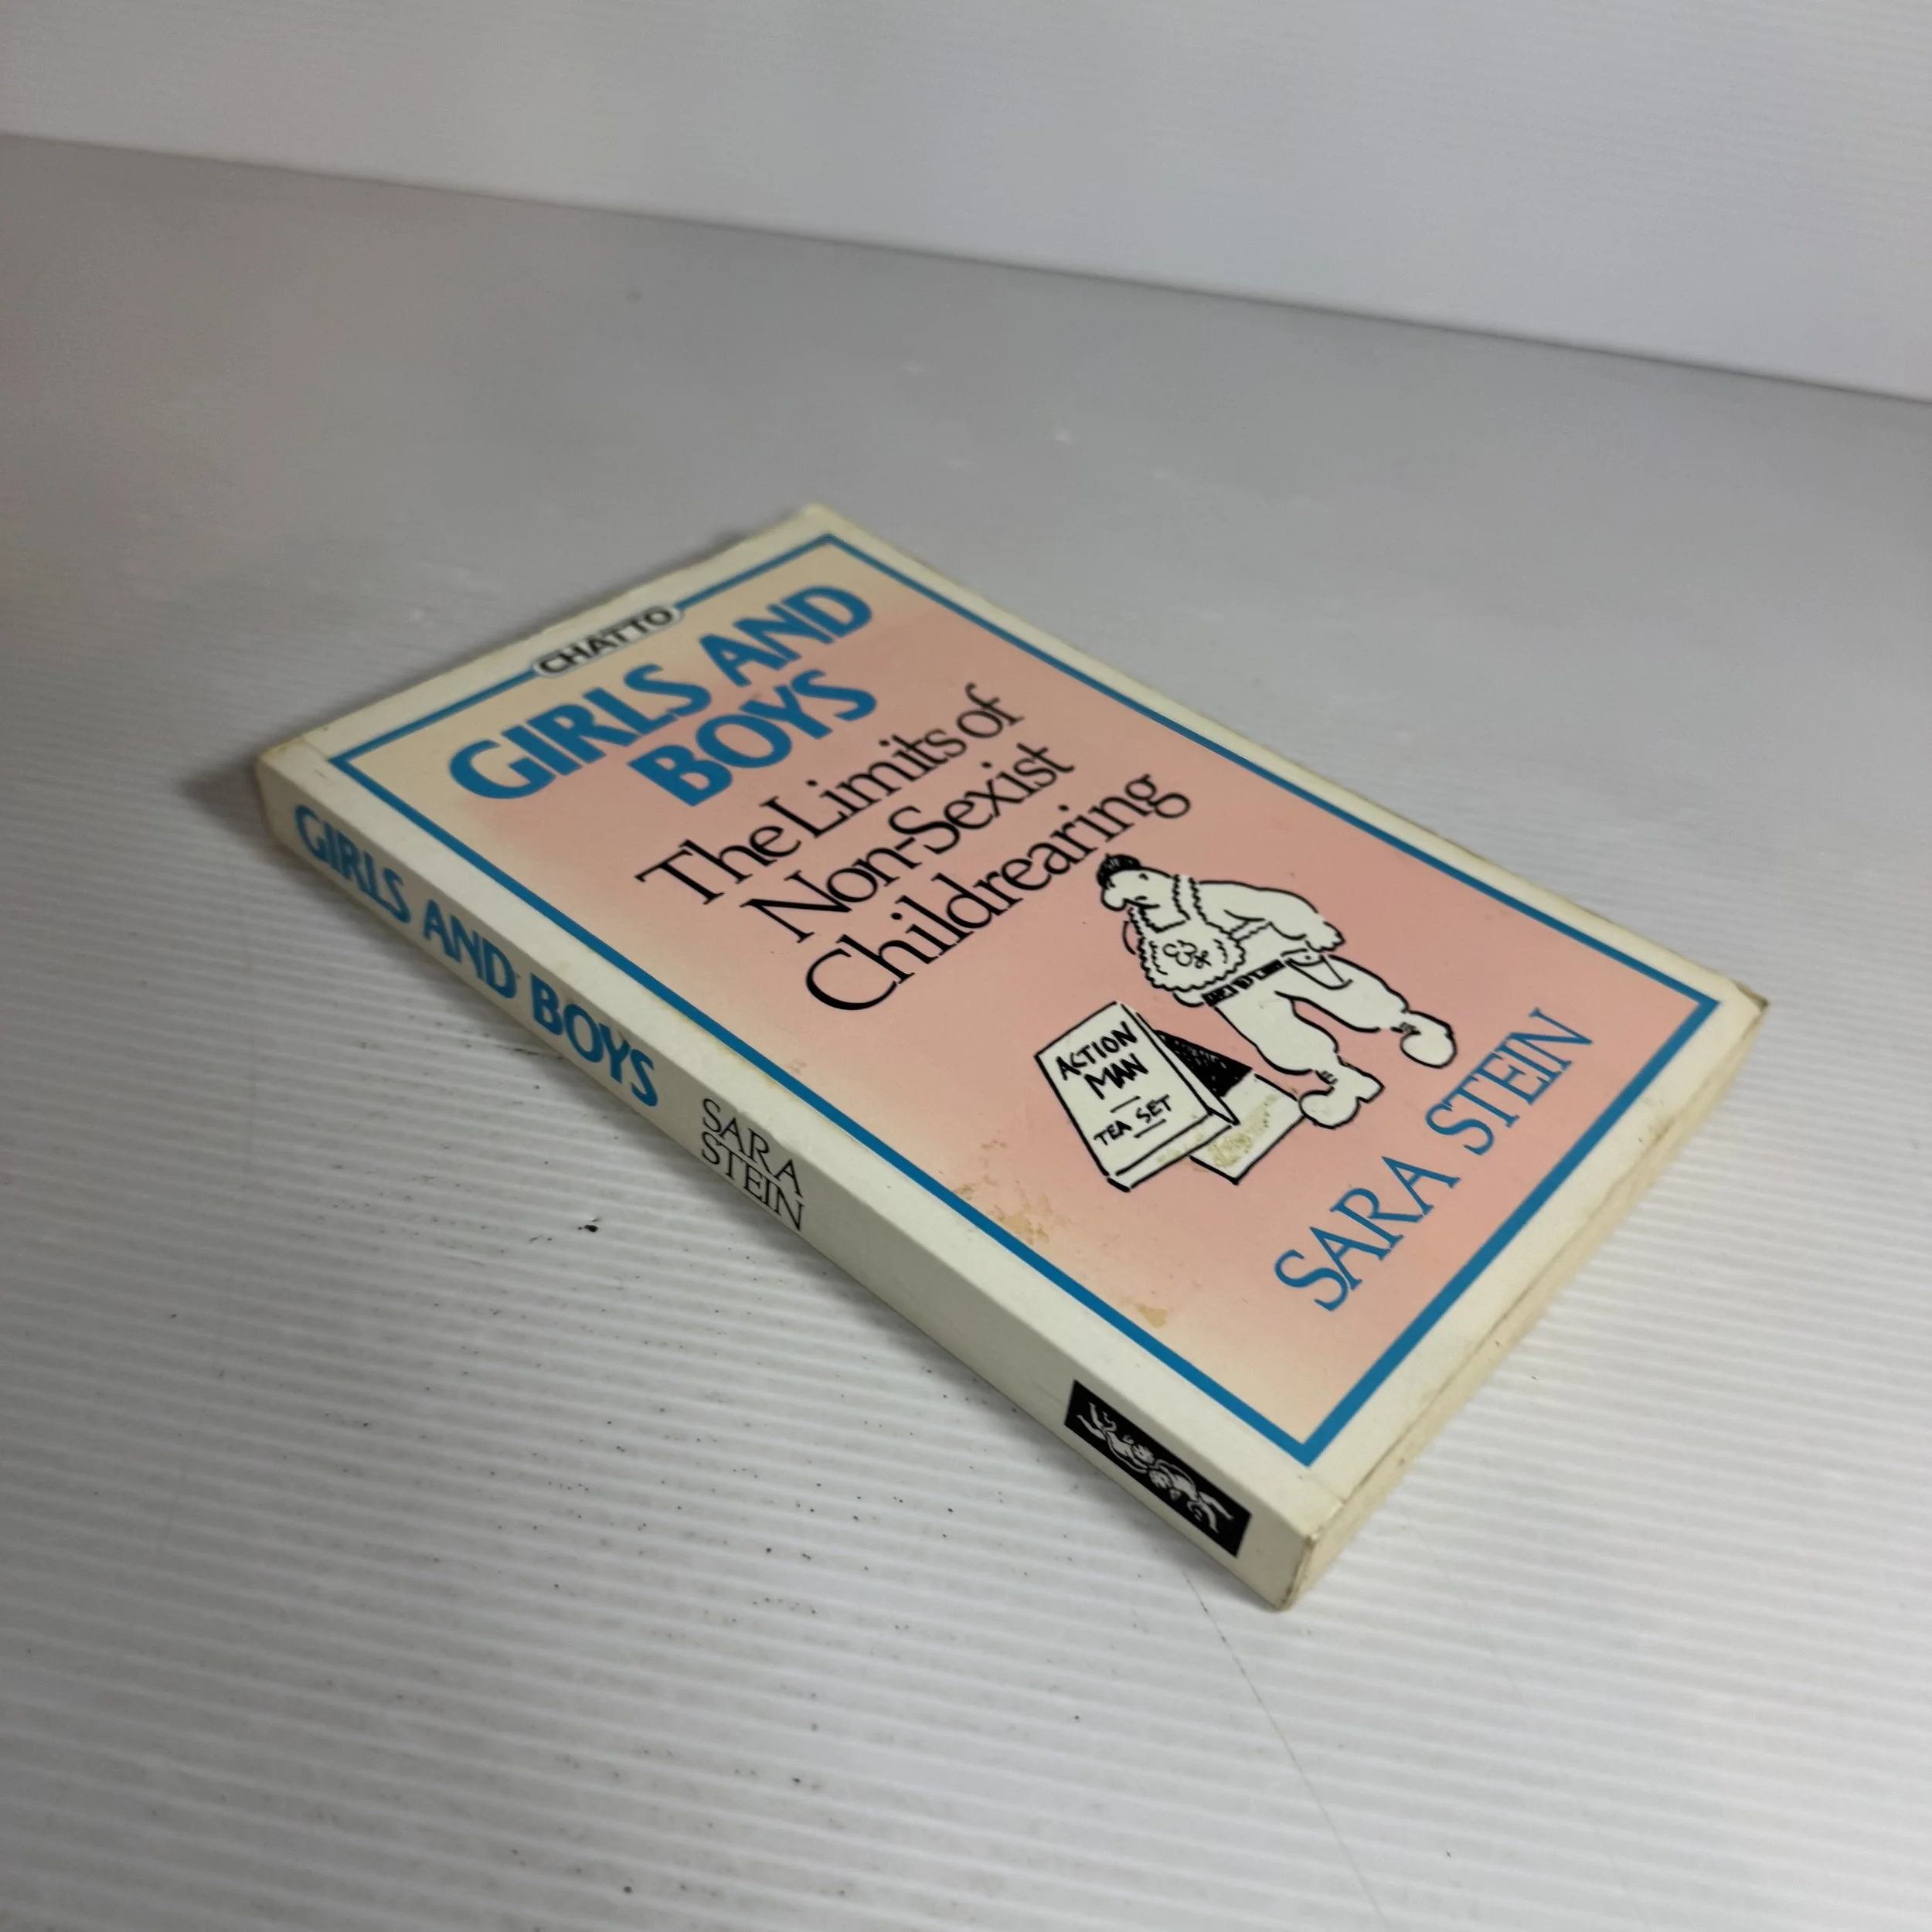 CHATTO
GIRLS AND
BOYS
The Limits of
Non-Sexist
Childrearing
ACTION
MAN
TEA SET
SARA STEIN
GIRLS AND BOYS
SARA
STEIN